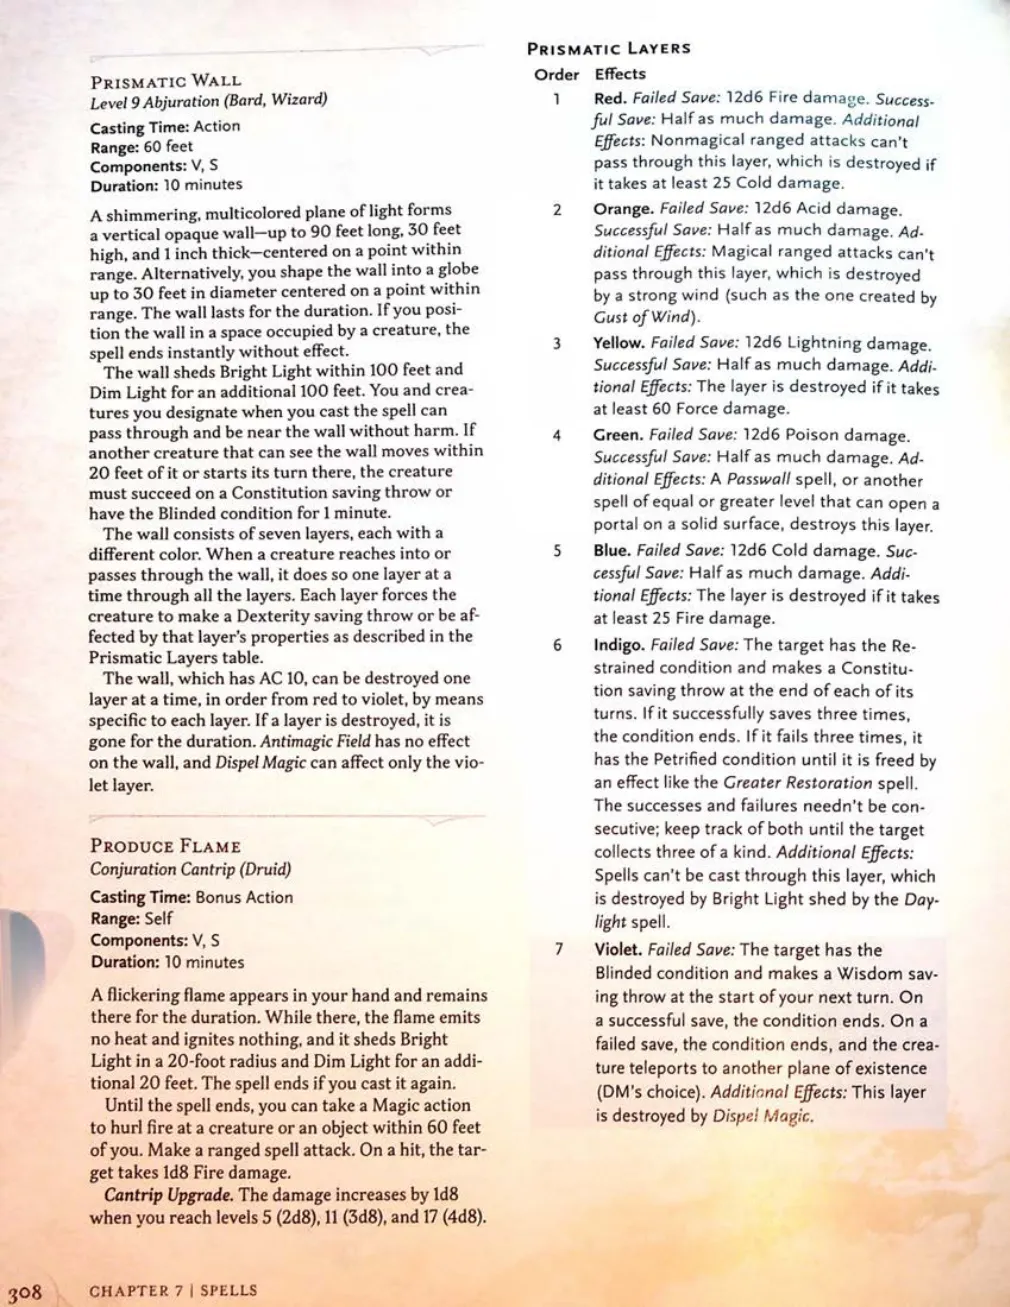 PRISMATIC WALL
Level 9 Abjuration (Bard, Wizard)
Casting Time: Action
Range: 60 feet
Components: V, S
Duration: 10 minutes
A shimmering, multicolored plane of light forms
a vertical opaque wall—up to 90 feet long, 30 feet
high, and 1 inch thick—centered on a point within
range. Alternatively, you shape the wall into a globe
up to 30 feet in diameter centered on a point within
range. The wall lasts for the duration. If you posi-
tion the wall in a space occupied by a creature, the
spell ends instantly without effect.
The wall sheds Bright Light within 100 feet and
Dim Light for an additional 100 feet. You and crea-
tures you designate when you cast the spell can
pass through and be near the wall without harm. If
another creature that can see the wall moves within
20 feet of it or starts its turn there, the creature
must succeed on a Constitution saving throw or
have the Blinded condition for 1 minute.
The wall consists of seven layers, each with a
different color. When a creature reaches into or
passes through the wall, it does so one layer at a
time through all the layers. Each layer forces the
creature to make a Dexterity saving throw or be af-
fected by that layer's properties as described in the
Prismatic Layers table.
The wall, which has AC 10, can be destroyed one
layer at a time, in order from red to violet, by means
specific to each layer. If a layer is destroyed, it is
gone for the duration. Antimagic Field has no effect
on the wall, and Dispel Magic can affect only the vio-
let layer.
PRODUCE FLAME
Conjuration Cantrip (Druid)
Casting Time: Bonus Action
Range: Self
Components: V, S
Duration: 10 minutes
A flickering flame appears in your hand and remains
there for the duration. While there, the flame emits
no heat and ignites nothing, and it sheds Bright
Light in a 20-foot radius and Dim Light for an addi-
tional 20 feet. The spell ends if you cast it again.
Until the spell ends, you can take a Magic action
to hurl fire at a creature or an object within 60 feet
of you. Make a ranged spell attack. On a hit, the tar-
get takes 1d8 Fire damage.
Cantrip Upgrade. The damage increases by 1d8
when you reach levels 5 (2d8), 11 (3d8), and 17 (4d8).
PRISMATIC LAYERS
Order Effects
1 Red. Failed Save: 12d6 Fire damage. Success-
ful Save: Half as much damage. Additional
Effects: Nonmagical ranged attacks can't
pass through this layer, which is destroyed if
it takes at least 25 Cold damage.
2 Orange. Failed Save: 12d6 Acid damage.
Successful Save: Half as much damage. Ad-
ditional Effects: Magical ranged attacks can't
pass through this layer, which is destroyed
by a strong wind (such as the one created by
Gust of Wind).
3 Yellow. Failed Save: 12d6 Lightning damage.
Successful Save: Half as much damage. Addi-
tional Effects: The layer is destroyed if it takes
at least 60 Force damage.
4 Green. Failed Save: 12d6 Poison damage.
Successful Save: Half as much damage. Ad-
ditional Effects: A Passwall spell, or another
spell of equal or greater level that can open a
portal on a solid surface, destroys this layer.
5 Blue. Failed Save: 12d6 Cold damage. Suc-
cessful Save: Half as much damage. Addi-
tional Effects: The layer is destroyed if it takes
at least 25 Fire damage.
6 Indigo. Failed Save: The target has the Re-
strained condition and makes a Constitu-
tion saving throw at the end of each of its
turns. If it successfully saves three times,
the condition ends. If it fails three times, it
has the Petrified condition until it is freed by
an effect like the Greater Restoration spell.
The successes and failures needn't be con-
secutive; keep track of both until the target
collects three of a kind. Additional Effects:
Spells can't be cast through this layer, which
is destroyed by Bright Light shed by the Day-
light spell.
7 Violet. Failed Save: The target has the
Blinded condition and makes a Wisdom sav-
ing throw at the start of your next turn. On
a successful save, the condition ends. On a
failed save, the condition ends, and the crea-
ture teleports to another plane of existence
(DM's choice). Additional Effects: This layer
is destroyed by Dispel Magic.
308 CHAPTER 7 | SPELLS